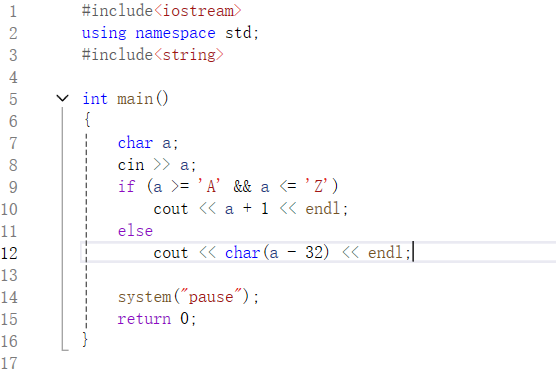 1 #include<iostream>
2 using namespace std;
3 #include<string>
4
5 int main()
6 {
7 char a;
8 cin >> a;
9 if (a >= 'A' && a <= 'Z')
10 cout << a + 1 << endl;
11 else
12 cout << char(a - 32) << endl;
13
14 system("pause");
15 return 0;
16 }
17